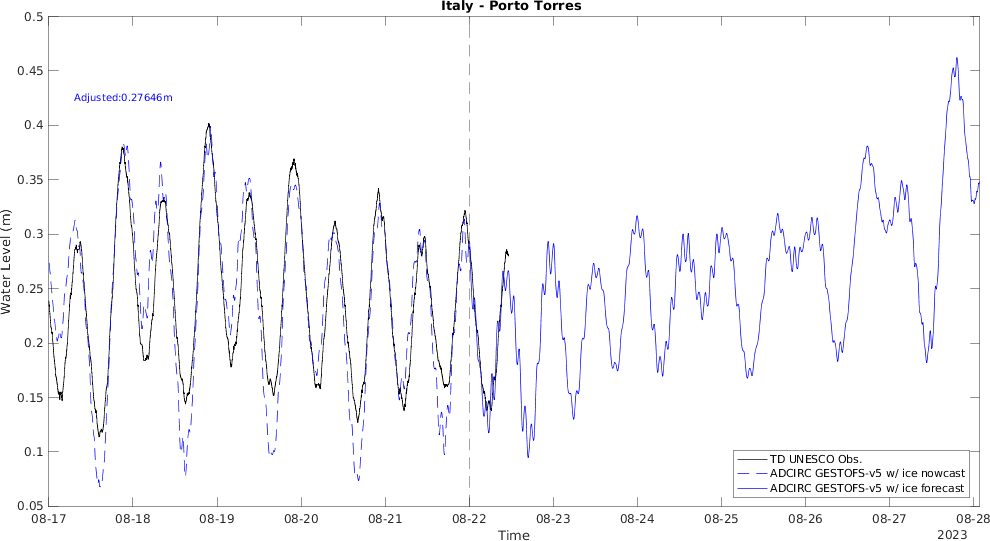 Italy - Porto Torres
0.5
0.45
0.4
0.35
0.3
0.25
0.2
0.15
0.1
0.05
Water Level (m)
Adjusted:0.27646m
TD UNESCO Obs.
ADCIRC GESTOFS-v5 w/ ice nowcast
ADCIRC GESTOFS-v5 w/ ice forecast
08-17 08-18 08-19 08-20 08-21 08-22 08-23 08-24 08-25 08-26 08-27 08-28
Time
2023